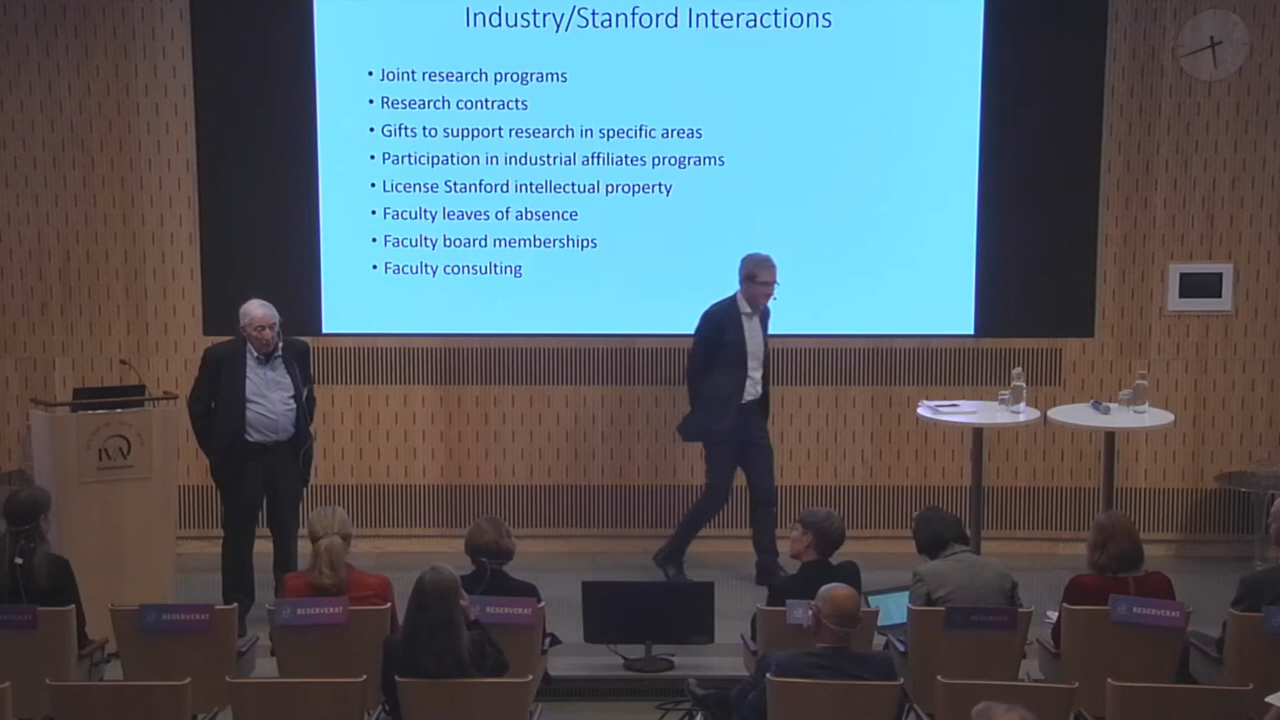 Industry/Stanford Interactions
• Joint research programs
• Research contracts
• Gifts to support research in specific areas
• Participation in industrial affiliates programs
• License Stanford intellectual property
• Faculty leaves of absence
• Faculty board memberships
• Faculty consulting
IVA
RESERVERAT
RESERVERAT
RESERVERAT
RESERVERAT